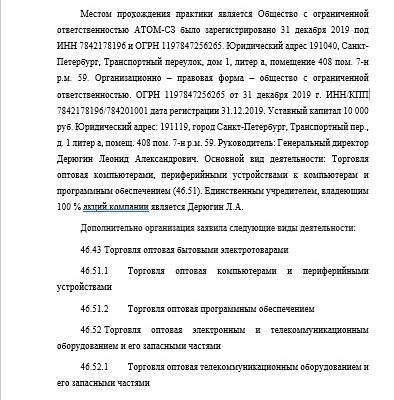 Местом прохождения практики является Общество с ограниченной
ответственностью АТОМ-СЗ было зарегистрировано 31 декабря 2019 под
ИНН 7842178196 и ОГРН 1197847256265. Юридический адрес 191040, Санкт-
Петербург, Транспортный переулок, дом 1, литер а, помещение 408 пом. 7-н
р.м. 59. Организационно – правовая форма – общество с ограниченной
ответственностью. ОГРН 1197847256265 от 31 декабря 2019 г. ИНН/КПП
7842178196/784201001 дата регистрации 31.12.2019. Уставный капитал 10 000
руб. Юридический адрес: 191119, город Санкт-Петербург, Транспортный пер.,
д. 1 литер а, помещ. 408 пом. 7-н р.м. 59. Руководитель: Генеральный директор
Дерюгин Леонид Александрович. Основной вид деятельности: Торговля
оптовая компьютерами, периферийными устройствами к компьютерам и
программным обеспечением (46.51). Единственным учредителем, владеющим
100 % акций.компании является Дерюгин Л.А.
Дополнительно организация заявила следующие виды деятельности:
46.43 Торговля оптовая бытовыми электротоварами
46.51.1 Торговля оптовая компьютерами и периферийными
устройствами
46.51.2 Торговля оптовая программным обеспечением
46.52 Торговля оптовая электронным и телекоммуникационным
оборудованием и его запасными частями
46.52.1 Торговля оптовая телекоммуникационным оборудованием и
его запасными частями